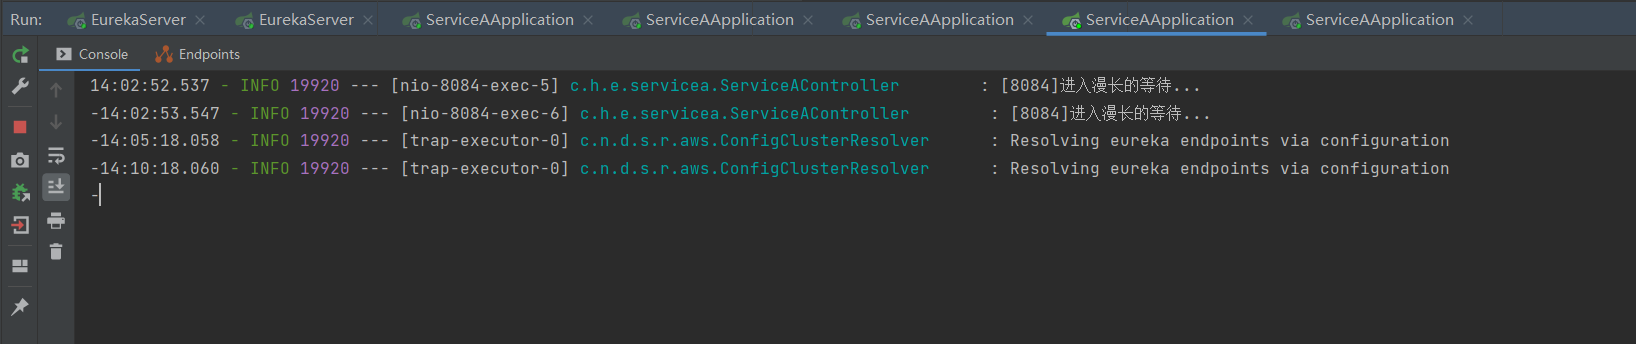 Run: EurekaServer EurekaServer ServiceAApplication ServiceAApplication ServiceAApplication ServiceAApplication ServiceAApplication
Console Endpoints
14:02:52.537 - INFO 19920 --- [nio-8084-exec-5] c.h.e.servicea.ServiceAController : [8084]进入漫长的等待...
-14:02:53.547 - INFO 19920 --- [nio-8084-exec-6] c.h.e.servicea.ServiceAController : [8084]进入漫长的等待...
-14:05:18.058 - INFO 19920 --- [trap-executor-0] c.n.d.s.r.aws.ConfigClusterResolver : Resolving eureka endpoints via configuration
-14:10:18.060 - INFO 19920 --- [trap-executor-0] c.n.d.s.r.aws.ConfigClusterResolver : Resolving eureka endpoints via configuration
-